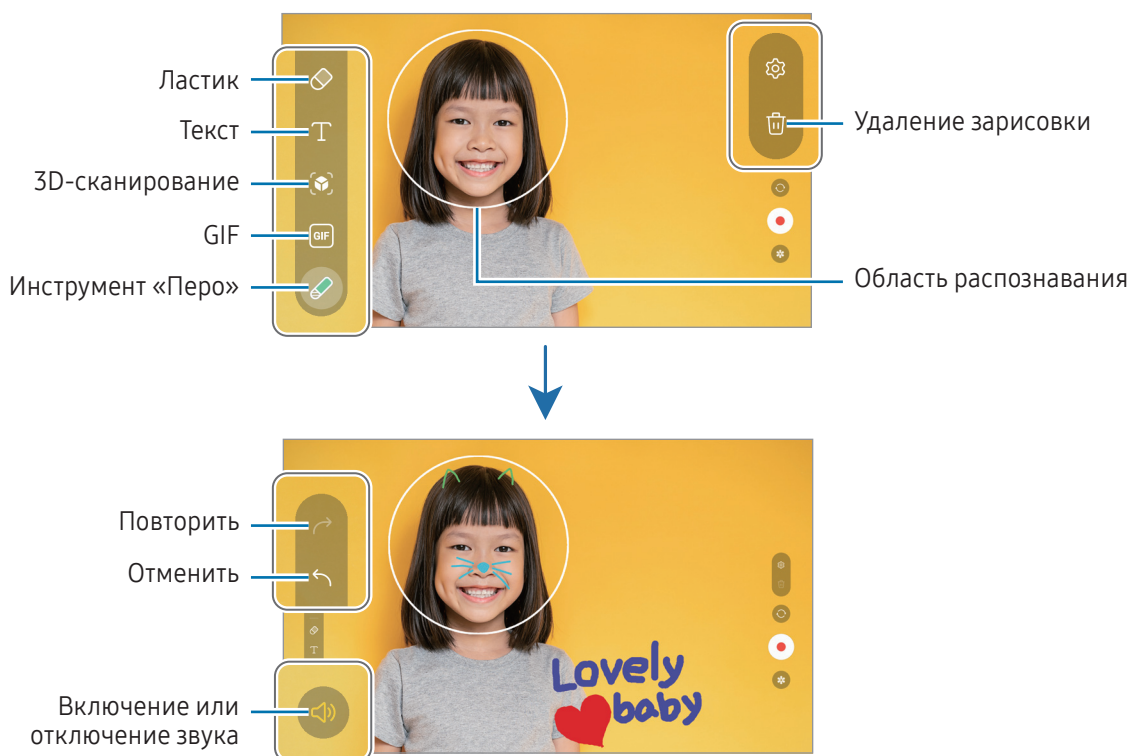 Ластик
Текст
3D-сканирование
GIF
GIF
Инструмент «Перо»
Удаление зарисовки
Область распознавания
Повторить
Отменить
T
Включение или
отключение звука
Lovely
baby